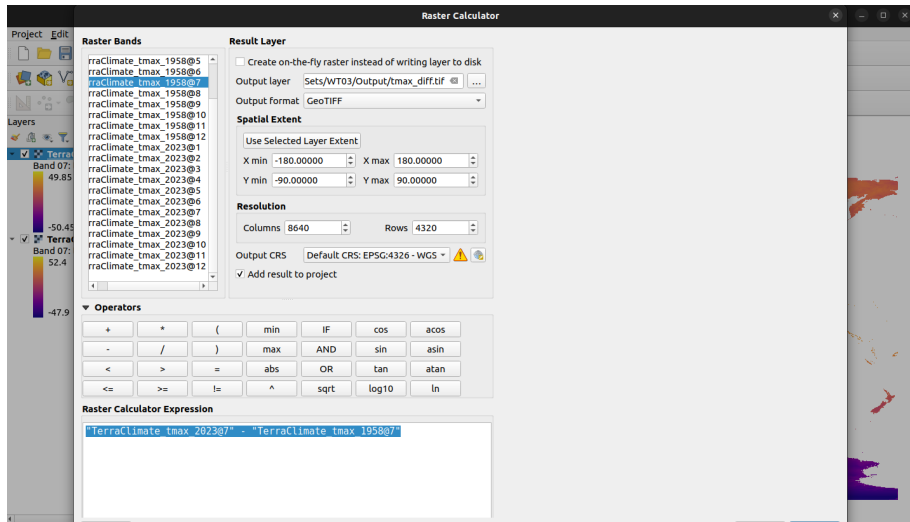 Raster Calculator
Project Edit
Raster Bands
rraClimate_tmax_1958@5
rraClimate_tmax_1958@6
rraClimate_tmax_1958@7
rraClimate_tmax_1958@8
rraClimate_tmax_1958@9
rraClimate_tmax_1958@10
rraClimate_tmax_1958@11
rraClimate_tmax_1958@12
rraClimate_tmax_2023@1
rraClimate_tmax_2023@2
rraClimate_tmax_2023@3
rraClimate_tmax_2023@4
rraClimate_tmax_2023@5
rraClimate_tmax_2023@6
rraClimate_tmax_2023@7
rraClimate_tmax_2023@8
rraClimate_tmax_2023@9
rraClimate_tmax_2023@10
rraClimate_tmax_2023@11
rraClimate_tmax_2023@12
Result Layer
Create on-the-fly raster instead of writing layer to disk
Output layer Sets/WT03/Output/tmax_diff.tif ...
Output format GeoTIFF
Spatial Extent
Use Selected Layer Extent
X min -180.00000 X max 180.00000
Y min -90.00000 Y max 90.00000
Resolution
Columns 8640 Rows 4320
Output CRS Default CRS: EPSG:4326 - WGS
Add result to project
Layers
Terra
Band 07:
49.85
-50.45
Terra
Band 07:
52.4
-47.9
Operators
+ * ( min IF cos acos
- / ) max AND sin asin
< > = abs OR tan atan
<= >= != ^ sqrt log10 ln
Raster Calculator Expression
"TerraClimate_tmax_2023@7" - "TerraClimate_tmax_1958@7"